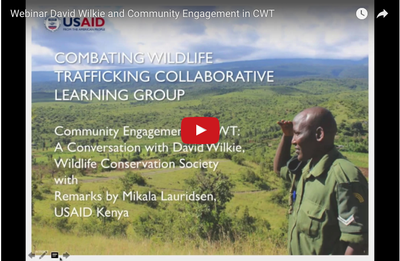 Webinar David Wilkie and Community Engagement in CWT
USAID
FROM THE AMERICAN PEOPLE
COMBATING WILDLIFE
TRAFFICKING COLLABORATIVE
LEARNING GROUP
Community Engagement CWT:
A Conversation with David Wilkie,
Wildlife Conservation Society
with
Remarks by Mikala Lauridsen,
USAID Kenya